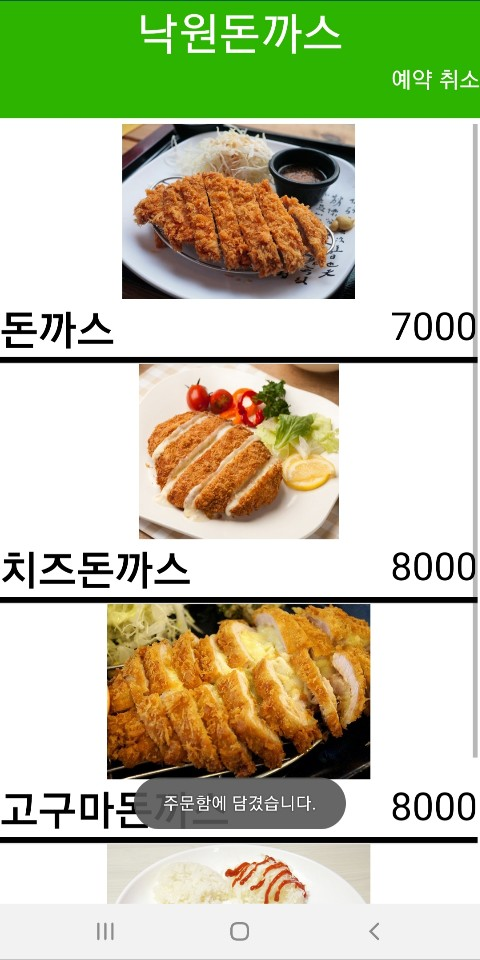 낙원돈까스
예약 취소
돈까스 7000
치즈돈까스 8000
고구마돈까스 8000
주문함에 담겼습니다.